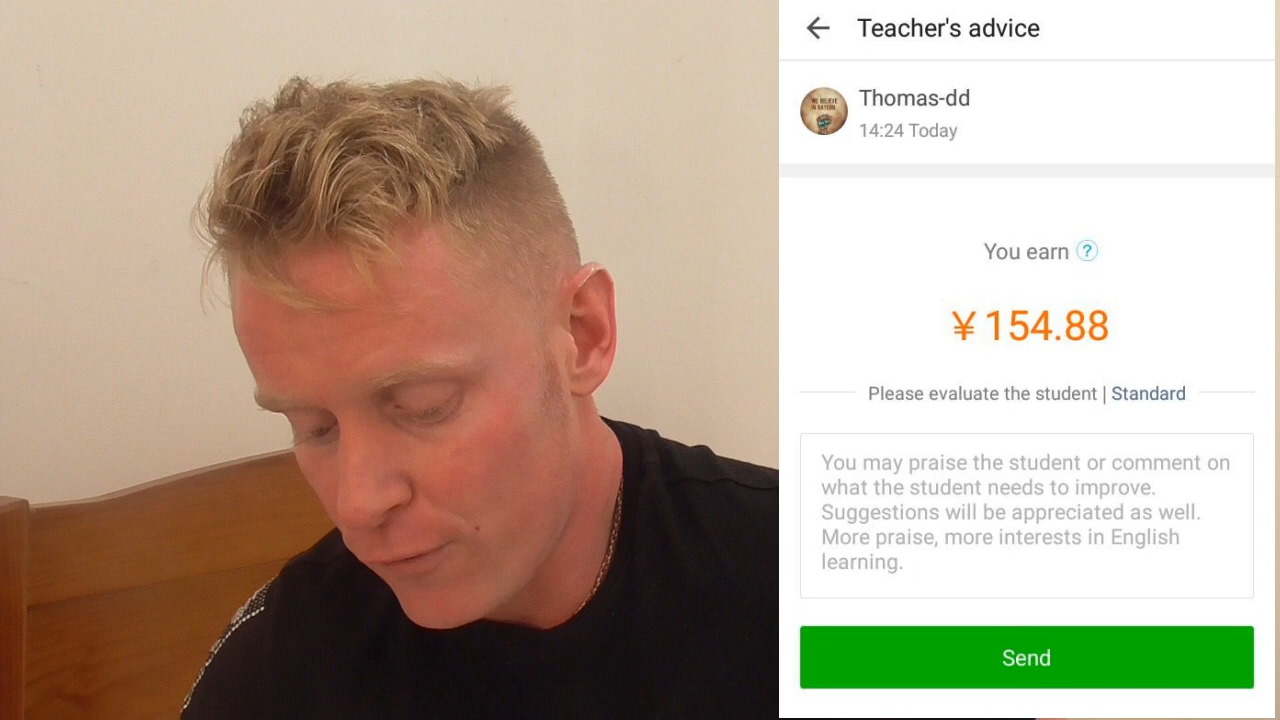 Teacher's advice
WE BELIEVE
Thomas-dd
14:24 Today
You earn ?
¥ 154.88
Please evaluate the student | Standard
You may praise the student or comment on
what the student needs to improve.
Suggestions will be appreciated as well.
More praise, more interests in English
learning.
Send